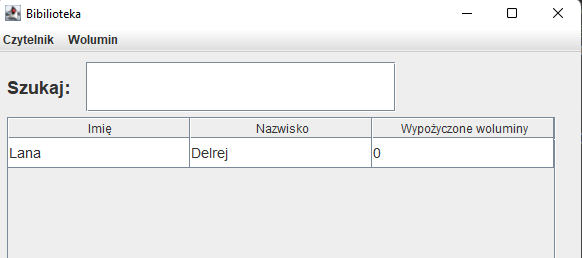 Bibilioteka
Czytelnik Wolumin
Szukaj:
Imię Nazwisko Wypożyczone woluminy
Lana Delrej 0